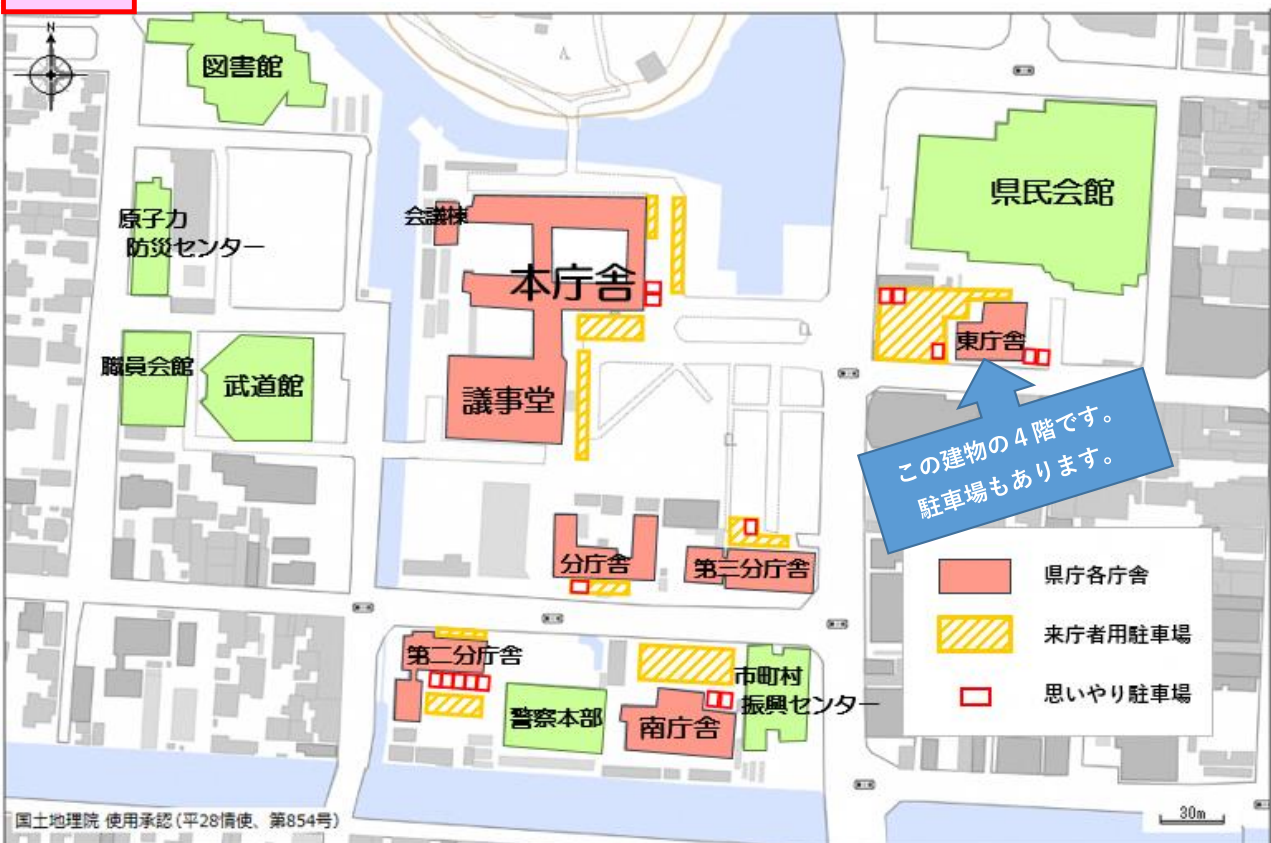 N
図書館
県民会館
原子力
防災センター
会議棟
本庁舎
東庁舎
職員会館
武道館
議事堂
この建物の４階です。
駐車場もあります。
分庁舎
第三分庁舎
県庁各庁舎
来庁者用駐車場
思いやり駐車場
第二分庁舎
市町村
振興センター
警察本部
南庁舎
国土地理院 使用承認(平28情使、第854号)
30m